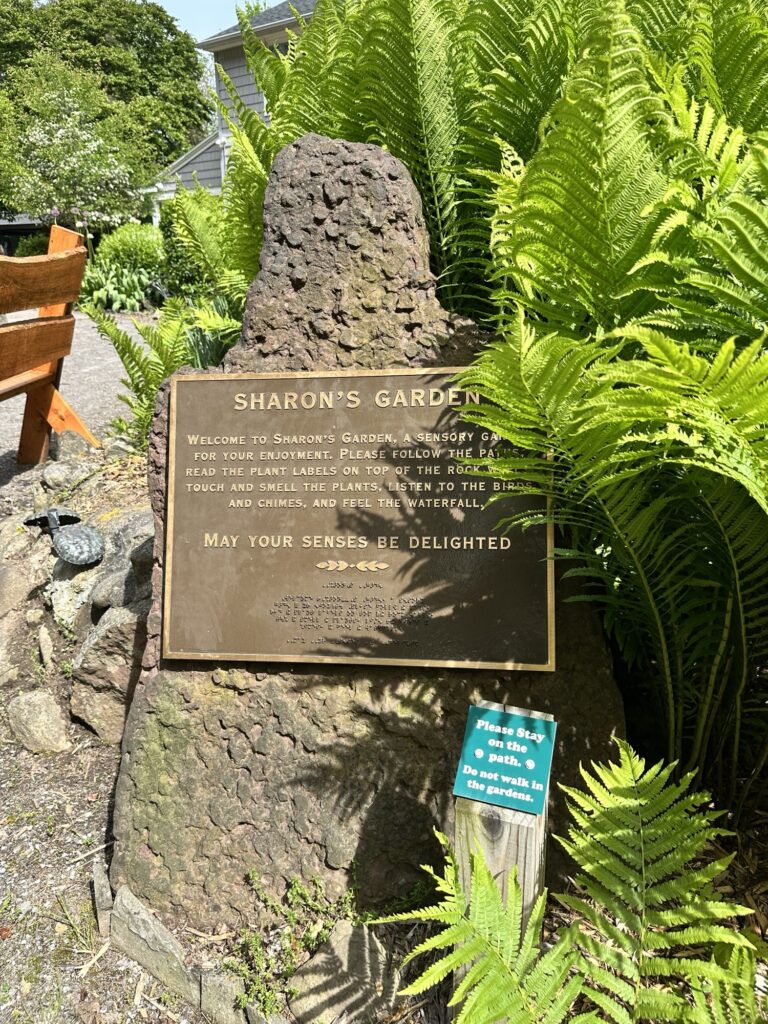 SHARON'S GARDEN
WELCOME TO SHARON'S GARDEN, A SENSORY
FOR YOUR ENJOYMENT. PLEASE FOLLOW THE
READ THE PLANT LABELS ON TOP OF THE ROCK
TOUCH AND SMELL THE PLANTS, LISTEN TO THE BIRDS
AND CHIMES, AND FEEL THE WATERFALL.
MAY YOUR SENSES BE DELIGHTED
Please Stay
on the
path.
Do not walk in
the gardens.